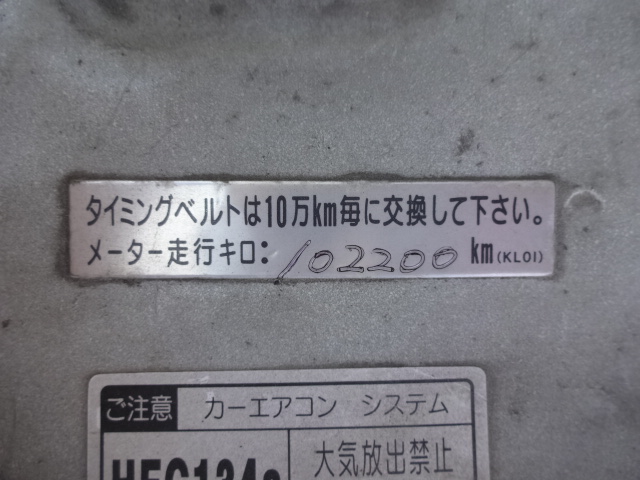 タイミングベルトは10万km毎に交換して下さい。
メーター走行キロ: 102200 km (KL01)
ご注意 カーエアコン システム
HFC134a 大気放出禁止